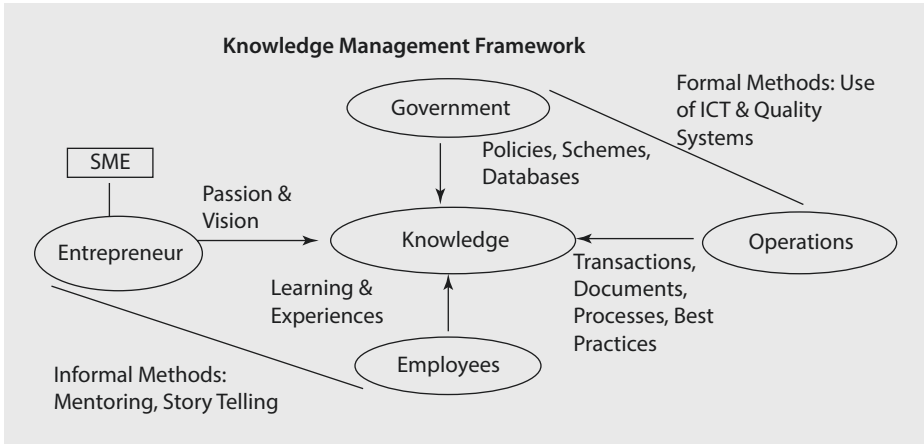 Knowledge Management Framework
Government
Formal Methods: Use
of ICT & Quality
Systems
Policies, Schemes,
Databases
SME
Passion &
Vision
Entrepreneur
Knowledge
Operations
Transactions,
Documents,
Processes, Best
Practices
Learning &
Experiences
Employees
Informal Methods:
Mentoring, Story Telling